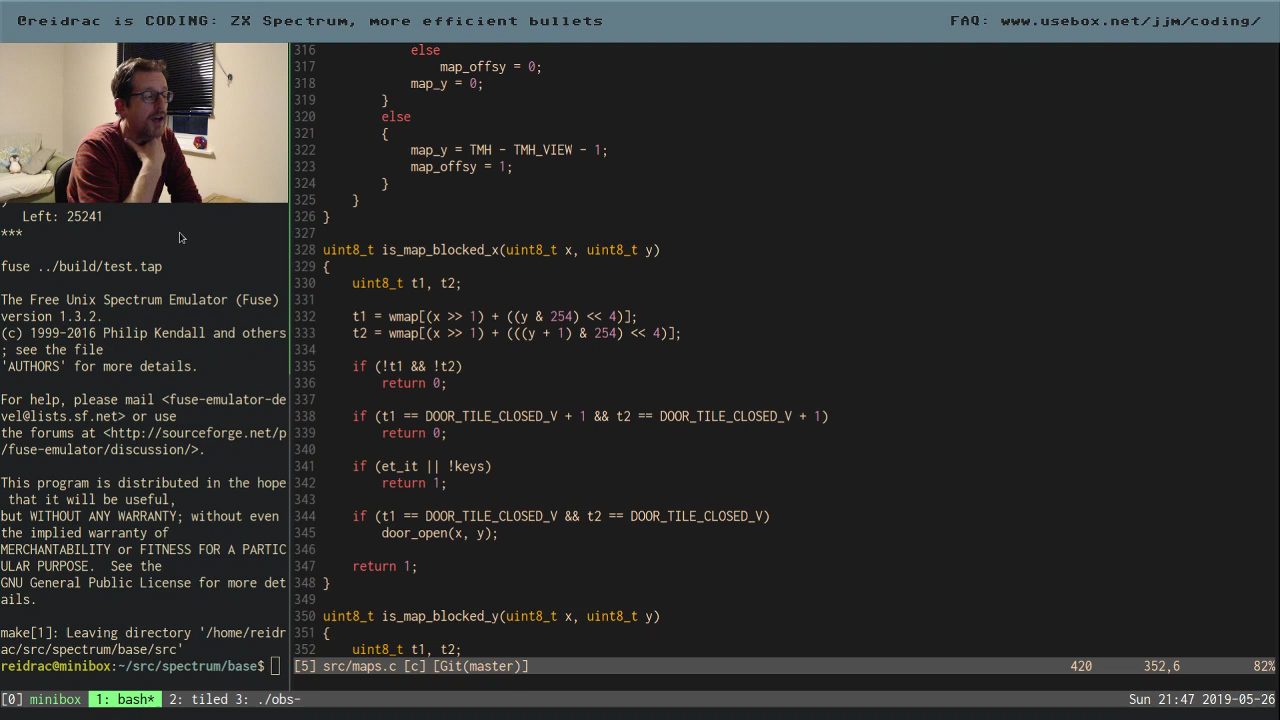 @reidrac is CODING: ZX Spectrum, more efficient bullets
FAQ: www.usebox.net/jjm/coding/
   Left: 25241
***
fuse ../build/test.tap
The Free Unix Spectrum Emulator (Fuse)
version 1.3.2.
(c) 1999-2016 Philip Kendall and others
; see the file
'AUTHORS' for more details.
For help, please mail <fuse-emulator-de
vel@lists.sf.net> or use
the forums at <http://sourceforge.net/p
/fuse-emulator/discussion/>.
This program is distributed in the hope
 that it will be useful,
but WITHOUT ANY WARRANTY; without even
the implied warranty of
MERCHANTABILITY or FITNESS FOR A PARTIC
ULAR PURPOSE.  See the
GNU General Public License for more det
ails.
make[1]: Leaving directory '/home/reidr
ac/src/spectrum/base/src'
reidrac@minibox:~/src/spectrum/base$
316             else
317                 map_offsy = 0;
318             map_y = 0;
319         }
320         else
321         {
322             map_y = TMH - TMH_VIEW - 1;
323             map_offsy = 1;
324         }
325     }
326 }
327
328 uint8_t is_map_blocked_x(uint8_t x, uint8_t y)
329 {
330     uint8_t t1, t2;
331
332     t1 = wmap[(x >> 1) + ((y & 254) << 4)];
333     t2 = wmap[(x >> 1) + (((y + 1) & 254) << 4)];
334
335     if (!t1 && !t2)
336         return 0;
337
338     if (t1 == DOOR_TILE_CLOSED_V + 1 && t2 == DOOR_TILE_CLOSED_V + 1)
339         return 0;
340
341     if (et_it || !keys)
342         return 1;
343
344     if (t1 == DOOR_TILE_CLOSED_V && t2 == DOOR_TILE_CLOSED_V)
345         door_open(x, y);
346
347     return 1;
348 }
349
350 uint8_t is_map_blocked_y(uint8_t x, uint8_t y)
351 {
352     uint8_t t1, t2;
[5] src/maps.c [c] [Git(master)] 420 352,6 82%
[0] minibox 1: bash* 2: tiled 3: ./obs- Sun 21:47 2019-05-26